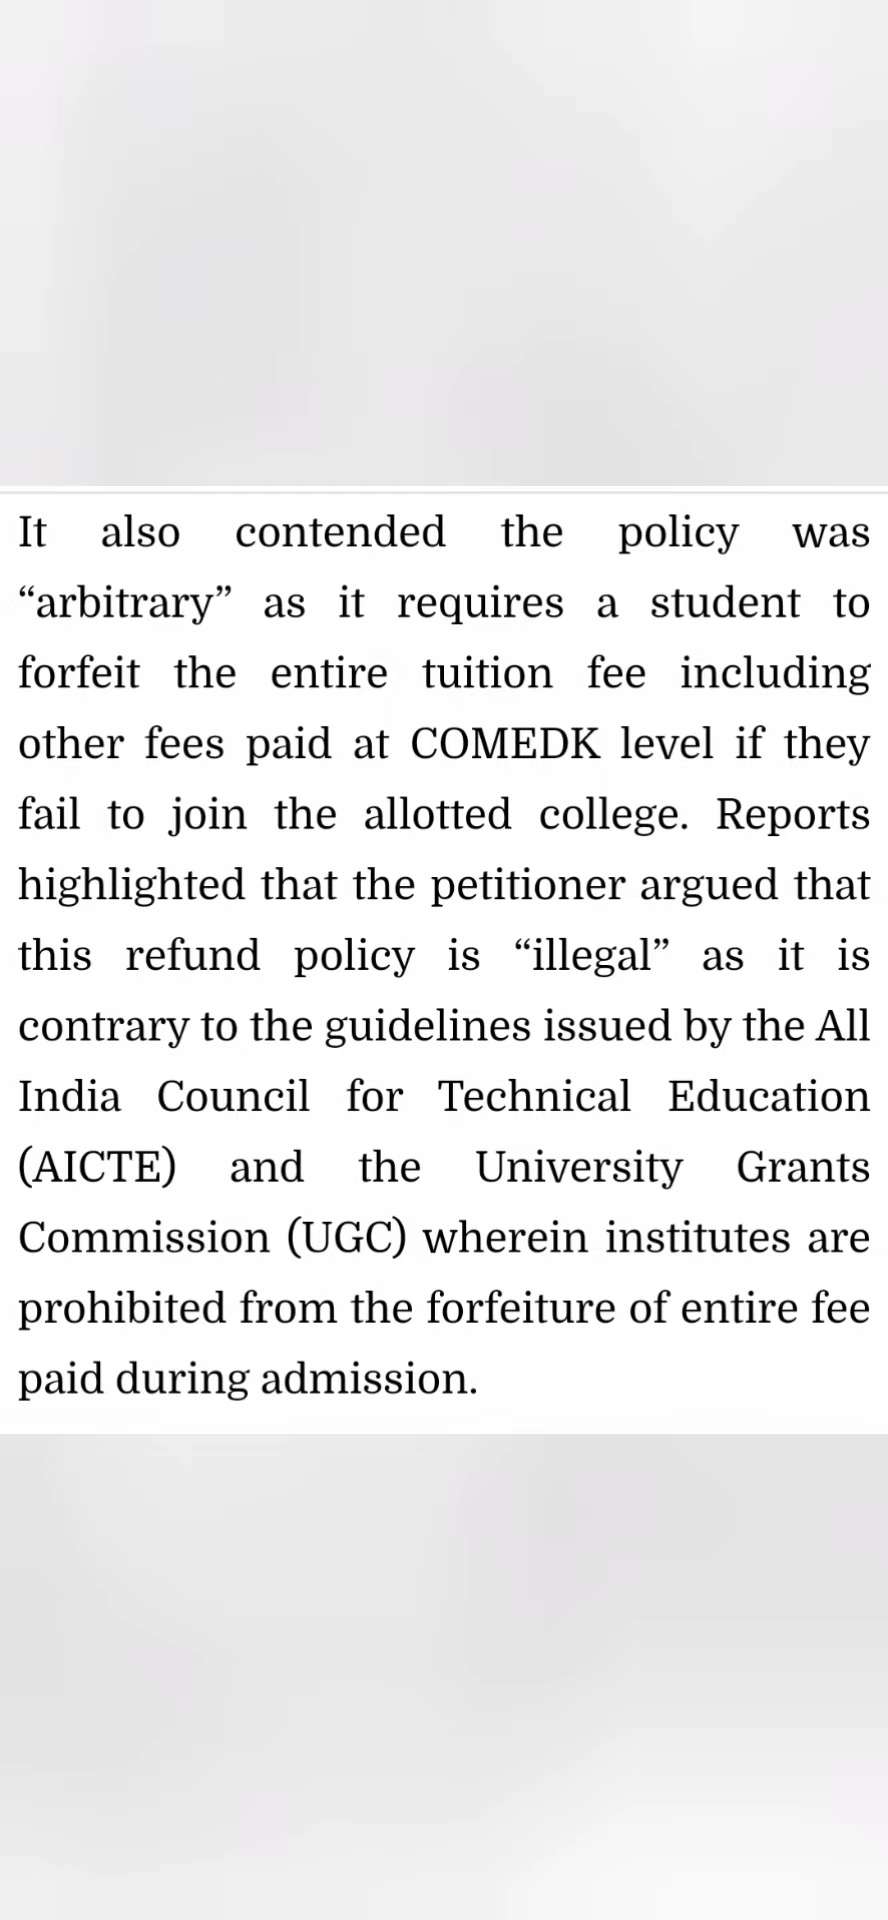 It also contended the policy was
“arbitrary” as it requires a student to
forfeit the entire tuition fee including
other fees paid at COMEDK level if they
fail to join the allotted college. Reports
highlighted that the petitioner argued that
this refund policy is “illegal” as it is
contrary to the guidelines issued by the All
India Council for Technical Education
(AICTE) and the University Grants
Commission (UGC) wherein institutes are
prohibited from the forfeiture of entire fee
paid during admission.